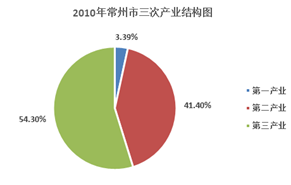 2010年常州市三次产业结构图
3.39%
41.40%
54.30%
第一产业
第二产业
第三产业